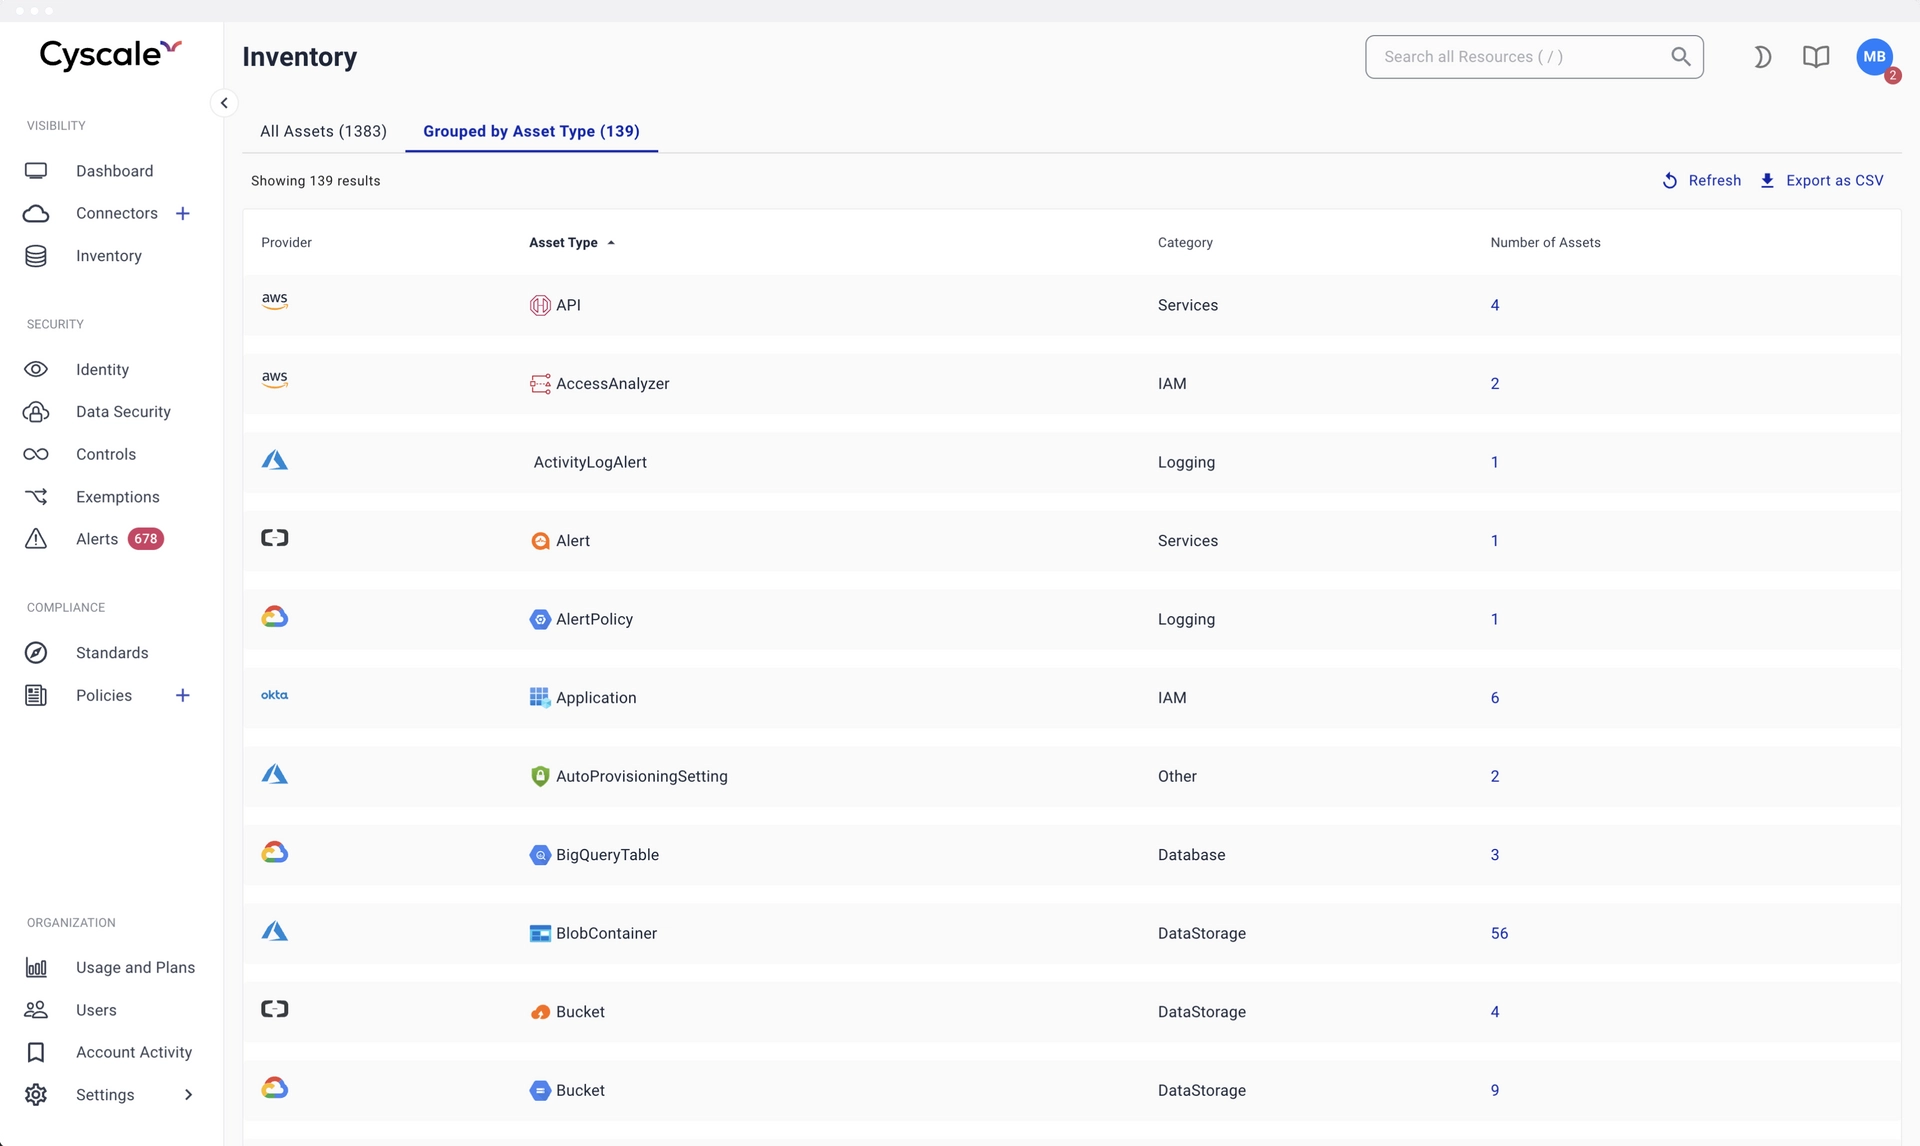 Cyscale
Inventory
Search all Resources ( / )
MB
2
VISIBILITY
Dashboard
Connectors +
Inventory
SECURITY
Identity
Data Security
Controls
Exemptions
Alerts 678
COMPLIANCE
Standards
Policies +
ORGANIZATION
Usage and Plans
Users
Account Activity
Settings
All Assets (1383) Grouped by Asset Type (139)
Showing 139 results Refresh Export as CSV
Provider Asset Type Category Number of Assets
aws API Services 4
aws AccessAnalyzer IAM 2
ActivityLogAlert Logging 1
Alert Services 1
AlertPolicy Logging 1
okta Application IAM 6
AutoProvisioningSetting Other 2
BigQueryTable Database 3
BlobContainer DataStorage 56
Bucket DataStorage 4
Bucket DataStorage 9